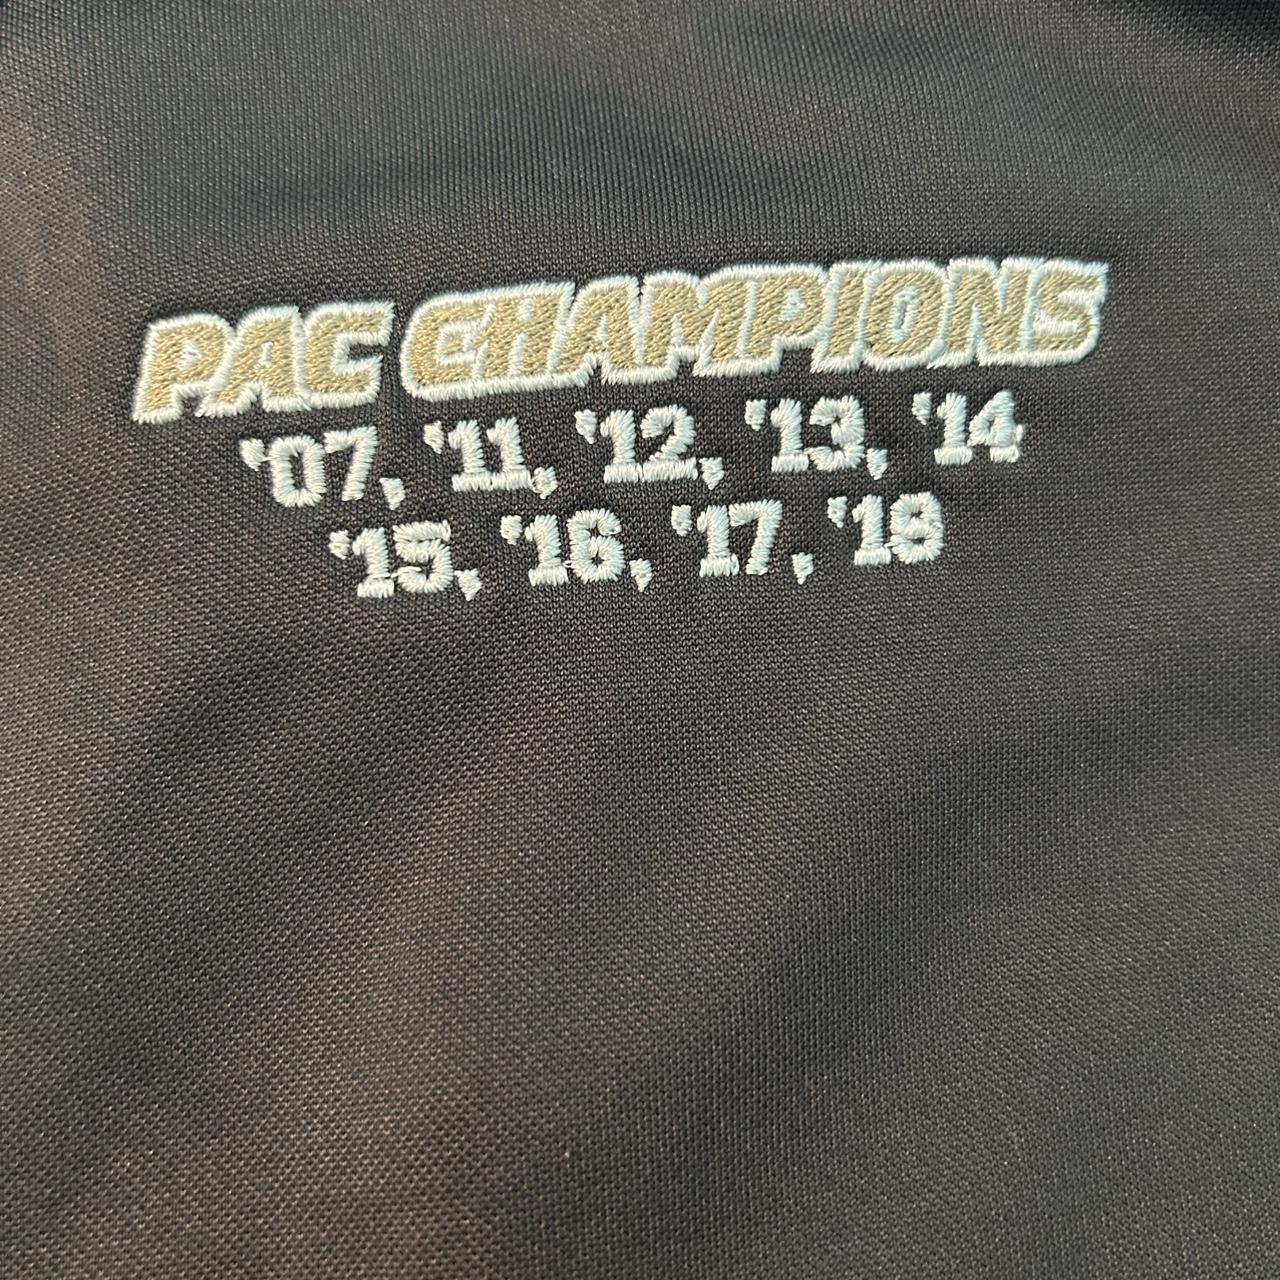 PAC CHAMPIONS
'07, '11, '12, '13, '14
'15, '16, '17, '18